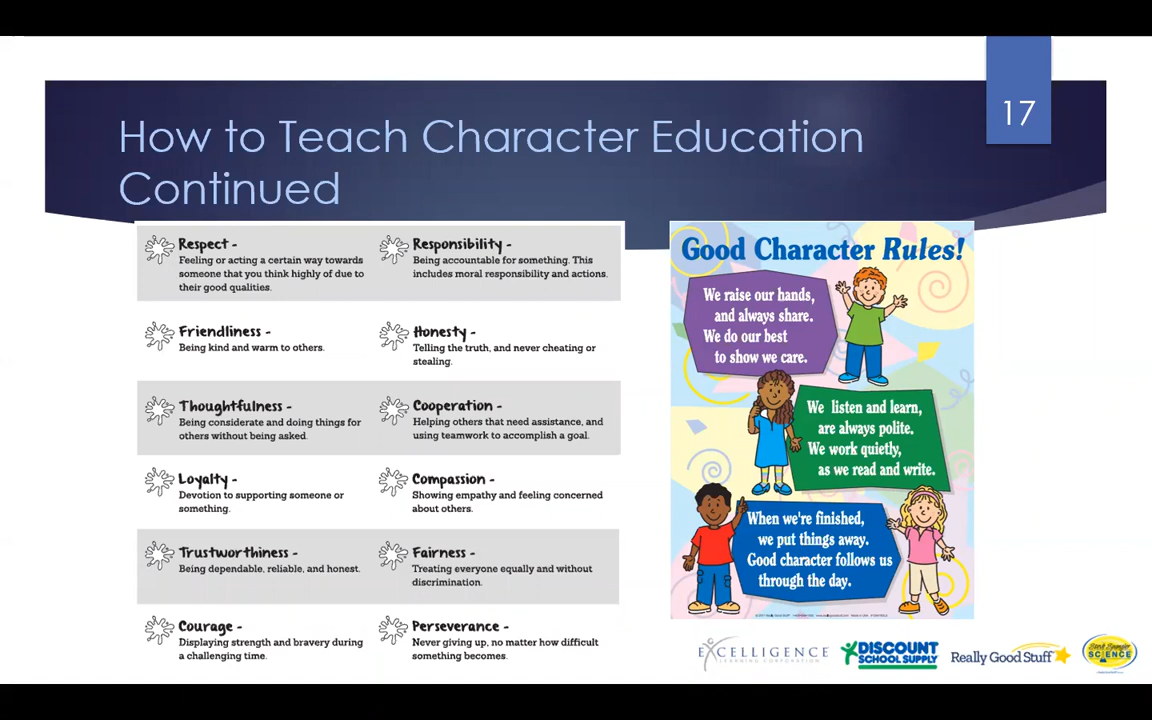 17
How to Teach Character Education
Continued
Respect -
Feeling or acting a certain way towards
someone that you think highly of due to
their good qualities.
Responsibility -
Being accountable for something. This
includes moral responsibility and actions.
Friendliness -
Being kind and warm to others.
Honesty -
Telling the truth, and never cheating or
stealing.
Thoughtfulness -
Being considerate and doing things for
others without being asked.
Cooperation -
Helping others that need assistance, and
using teamwork to accomplish a goal.
Loyalty -
Devotion to supporting someone or
something.
Compassion -
Showing empathy and feeling concerned
about others.
Trustworthiness -
Being dependable, reliable, and honest.
Fairness -
Treating everyone equally and without
discrimination.
Courage -
Displaying strength and bravery during
a challenging time.
Perseverance -
Never giving up, no matter how difficult
something becomes.
Good Character Rules!
We raise our hands,
and always share.
We do our best
to show we care.
We listen and learn,
are always polite.
We work quietly,
as we read and write.
When we're finished,
we put things away.
Good character follows us
through the day.
EXCELLIGENCE
LEARNING CORPORATION
DISCOUNT
SCHOOL SUPPLY
Really Good Stuff
Steve Spangler
SCIENCE